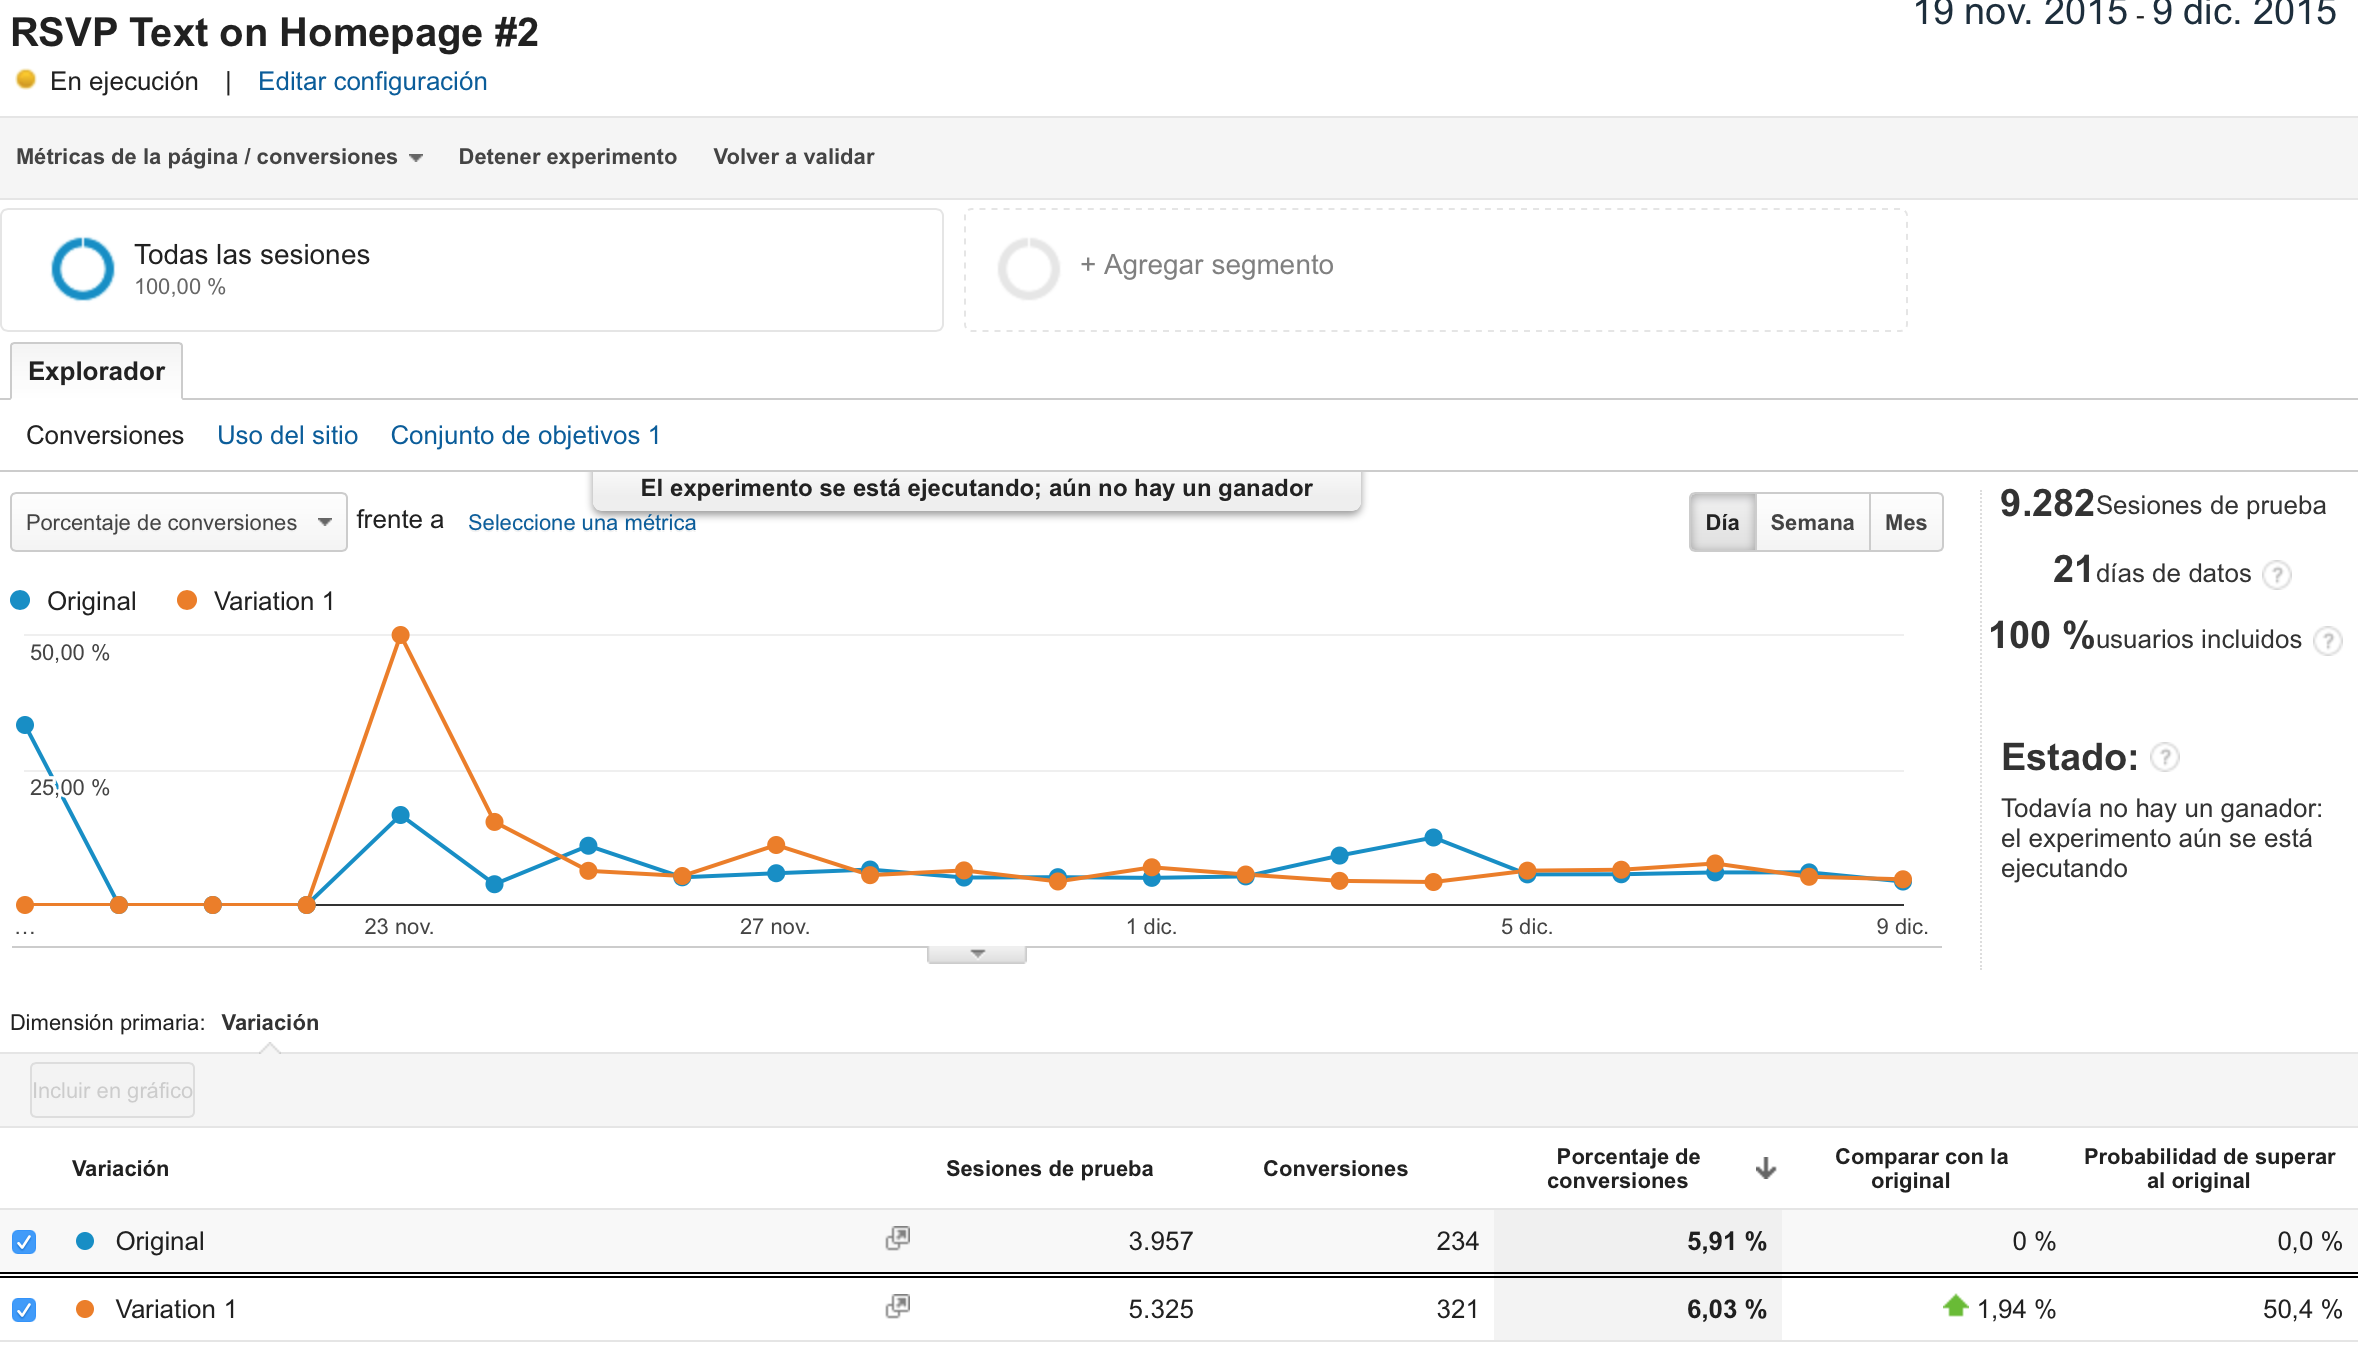 RSVP Text on Homepage #2
19 nov. 2015 - 9 dic. 2015
En ejecución | Editar configuración
Métricas de la página / conversiones Detener experimento Volver a validar
Todas las sesiones
100,00 %
+ Agregar segmento
Explorador
Conversiones Uso del sitio Conjunto de objetivos 1
El experimento se está ejecutando; aún no hay un ganador
Porcentaje de conversiones frente a Seleccione una métrica
Día Semana Mes
Original Variation 1
50,00 %
25,00 %
... 23 nov. 27 nov. 1 dic. 5 dic. 9 dic.
9.282 Sesiones de prueba
21 días de datos ?
100 % usuarios incluidos ?
Estado: ?
Todavía no hay un ganador:
el experimento aún se está
ejecutando
Dimensión primaria: Variación
Incluir en gráfico
Variación
Sesiones de prueba
Conversiones
Porcentaje de
conversiones
Comparar con la
original
Probabilidad de superar
al original
Original 3.957 234 5,91 % 0 % 0,0 %
Variation 1 5.325 321 6,03 % 1,94 % 50,4 %